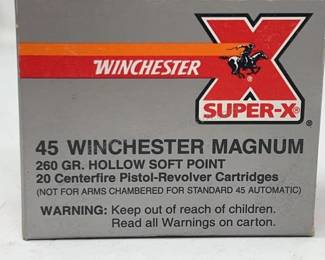 WINCHESTER
X
SUPER-X®
45 WINCHESTER MAGNUM
260 GR. HOLLOW SOFT POINT
20 Centerfire Pistol-Revolver Cartridges
(NOT FOR ARMS CHAMBERED FOR STANDARD 45 AUTOMATIC)
WARNING: Keep out of reach of children.
Read all Warnings on carton.